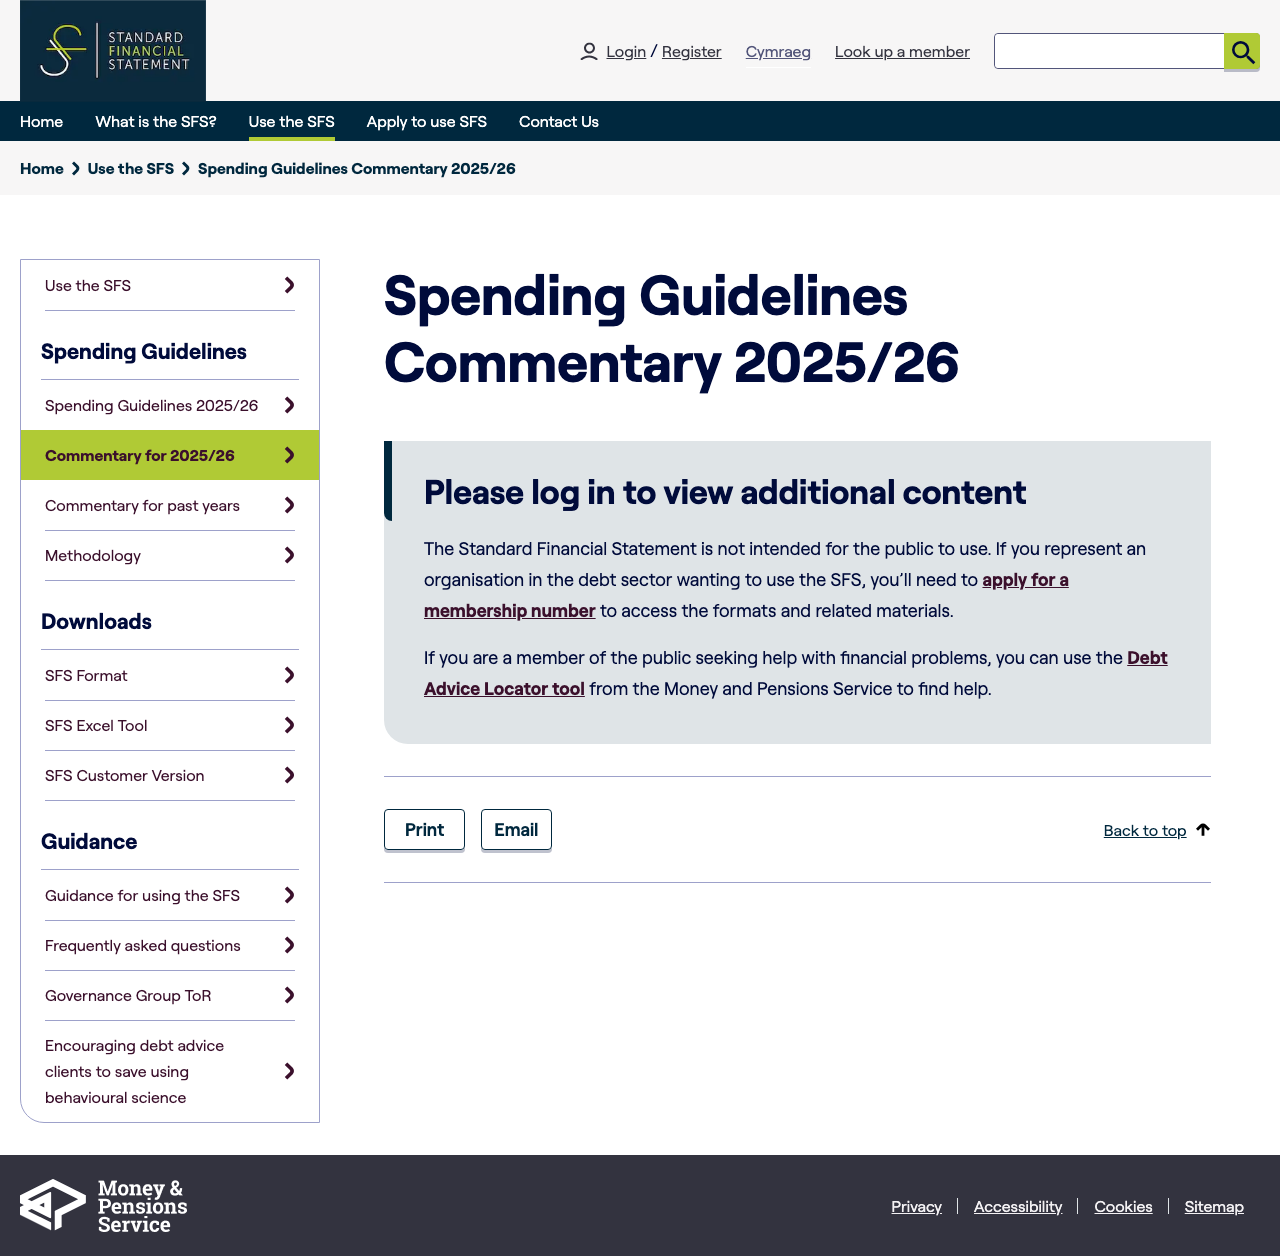 STANDARD
FINANCIAL
STATEMENT
Login / Register
Cymraeg
Look up a member
Home
What is the SFS?
Use the SFS
Apply to use SFS
Contact Us
Home
Use the SFS
Spending Guidelines Commentary 2025/26
Use the SFS
Spending Guidelines
Spending Guidelines 2025/26
Commentary for 2025/26
Commentary for past years
Methodology
Downloads
SFS Format
SFS Excel Tool
SFS Customer Version
Guidance
Guidance for using the SFS
Frequently asked questions
Governance Group ToR
Encouraging debt advice
clients to save using
behavioural science
Spending Guidelines
Commentary 2025/26
Please log in to view additional content
The Standard Financial Statement is not intended for the public to use. If you represent an
organisation in the debt sector wanting to use the SFS, you’ll need to apply for a
membership number to access the formats and related materials.
If you are a member of the public seeking help with financial problems, you can use the Debt
Advice Locator tool from the Money and Pensions Service to find help.
Print
Email
Back to top
Money &
Pensions
Service
Privacy
Accessibility
Cookies
Sitemap